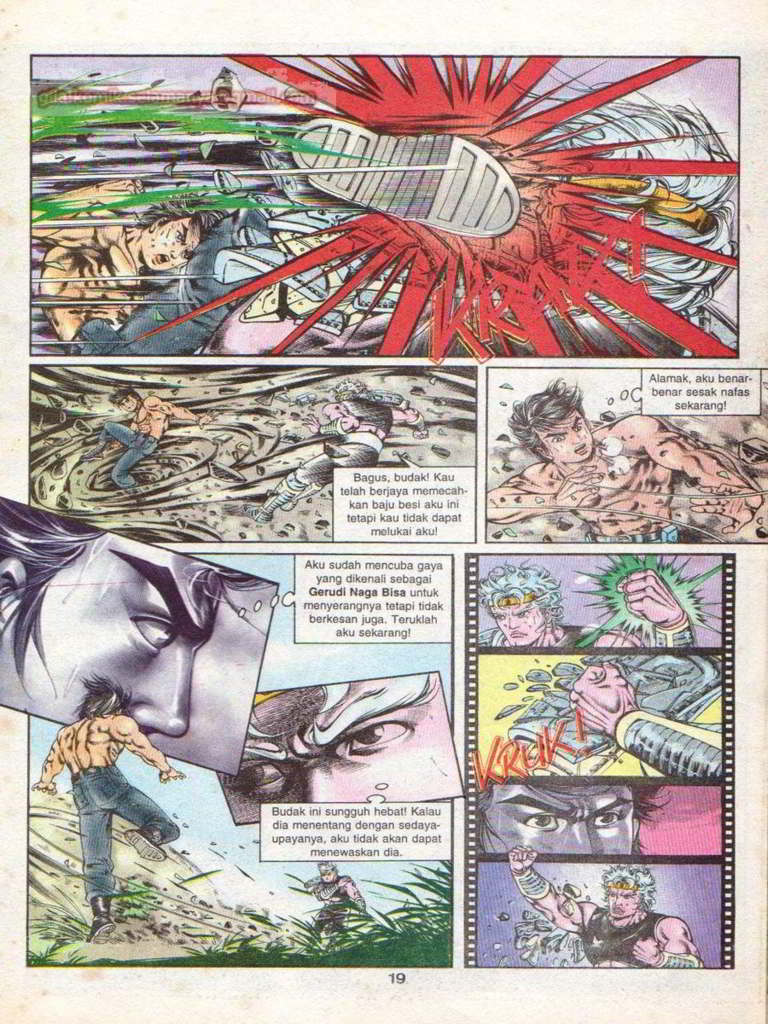 KRONK!
Bagus, budak! Kau
telah berjaya memecah-
kan baju besi aku ini
tetapi kau tidak dapat
melukai aku!
Alamak, aku benar-
benar sesak nafas
sekarang!
Aku sudah mencuba gaya
yang dikenali sebagai
Gerudi Naga Bisa untuk
menyerangnya tetapi tidak
berkesan juga. Teruklah
aku sekarang!
Budak ini sungguh hebat! Kalau
dia menentang dengan sedaya-
upayanya, aku tidak akan dapat
menewaskan dia.
KRUK!
19